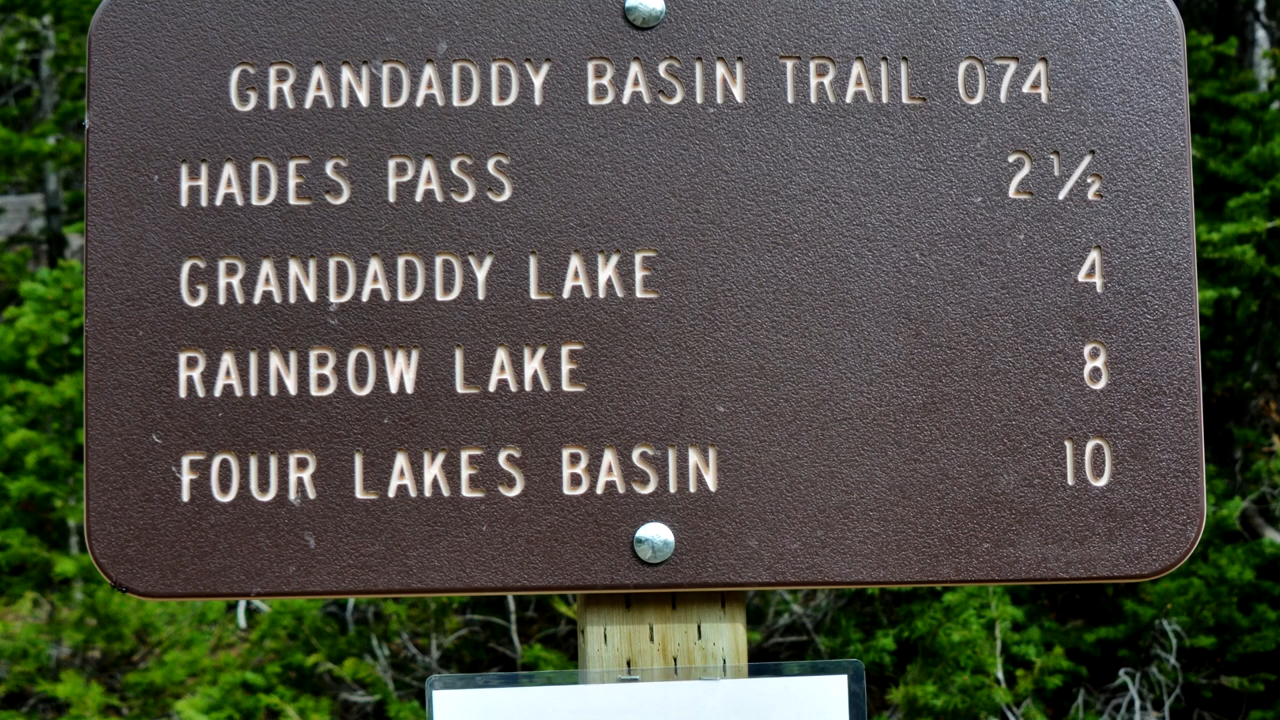 GRANDADDY BASIN TRAIL 074
HADES PASS 2 ½
GRANDADDY LAKE 4
RAINBOW LAKE 8
FOUR LAKES BASIN 10